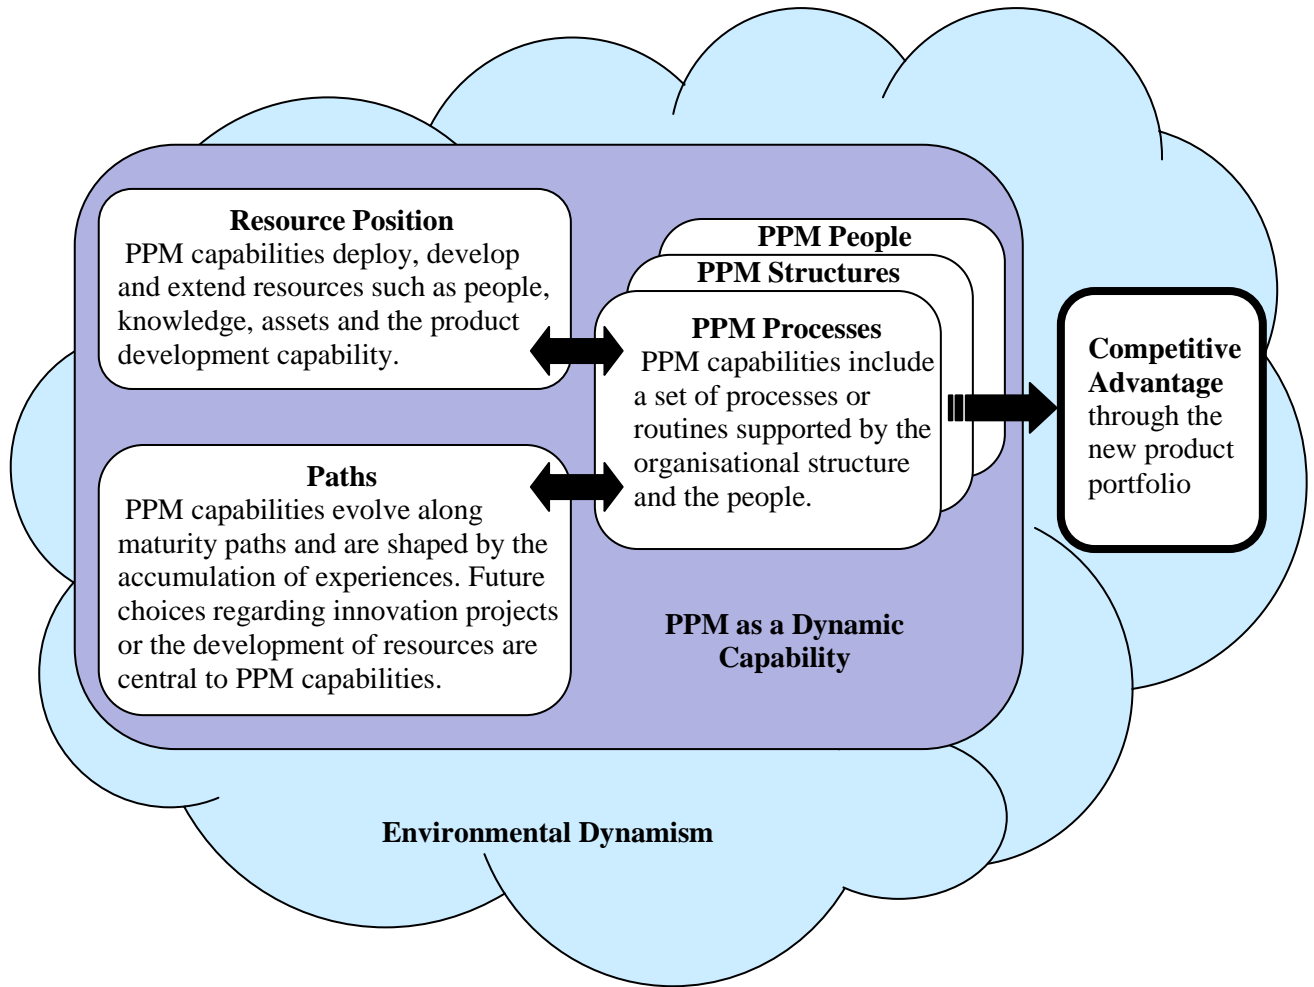 Resource Position
PPM capabilities deploy, develop
and extend resources such as people,
knowledge, assets and the product
development capability.
Paths
PPM capabilities evolve along
maturity paths and are shaped by the
accumulation of experiences. Future
choices regarding innovation projects
or the development of resources are
central to PPM capabilities.
PPM People
PPM Structures
PPM Processes
PPM capabilities include
a set of processes or
routines supported by the
organisational structure
and the people.
PPM as a Dynamic
Capability
Competitive
Advantage
through the
new product
portfolio
Environmental Dynamism